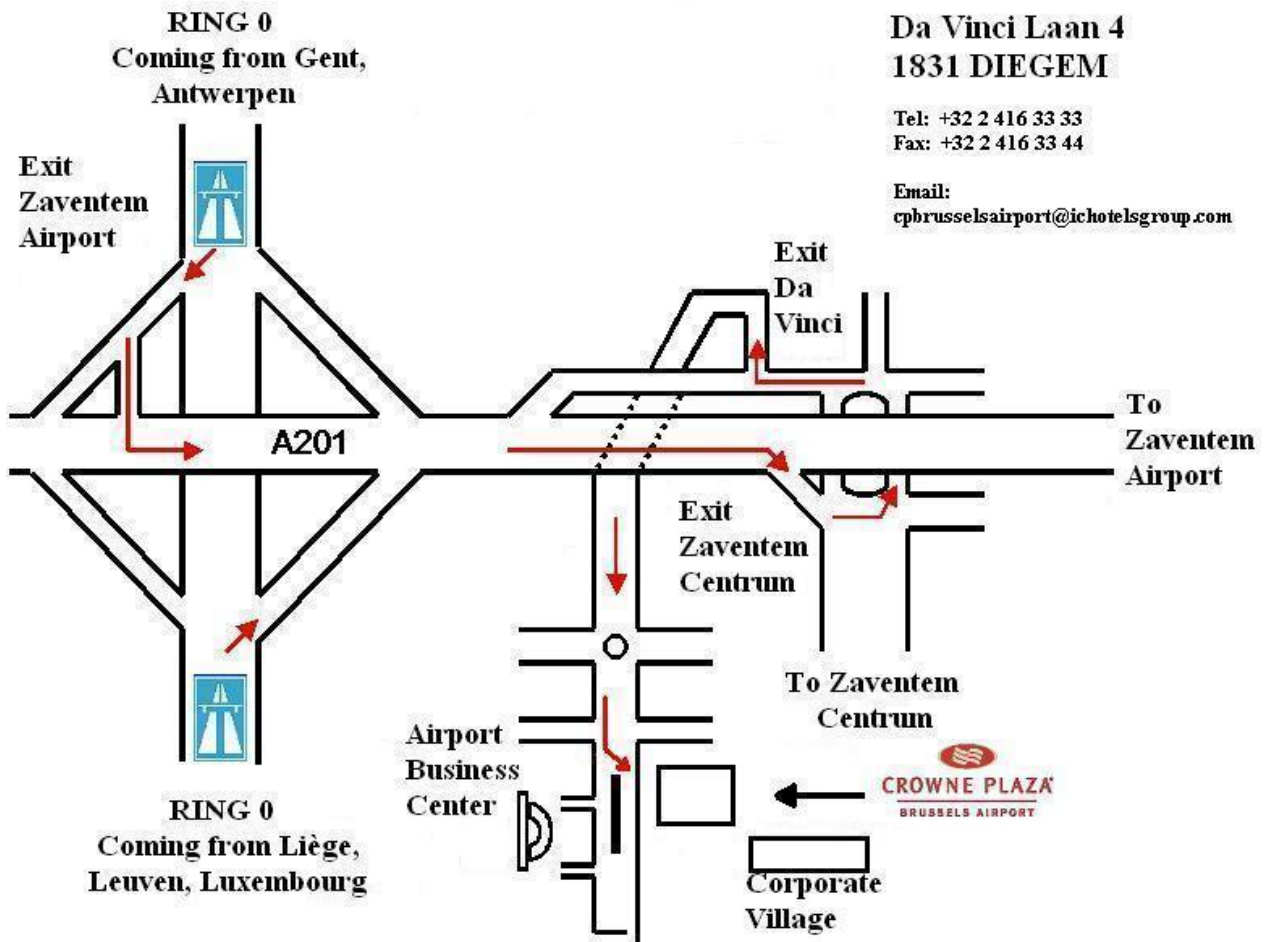 RING 0
Coming from Gent,
Antwerpen
Da Vinci Laan 4
1831 DIEGEM
Tel: +32 2 416 33 33
Fax: +32 2 416 33 44
Email:
cpbrusselsairport@ichotelsgroup.com
Exit
Zaventem
Airport
Exit
Da
Vinci
A201
To
Zaventem
Airport
Exit
Zaventem
Centrum
To Zaventem
Centrum
Airport
Business
Center
CROWNE PLAZA
BRUSSELS AIRPORT
RING 0
Coming from Liège,
Leuven, Luxembourg
Corporate
Village